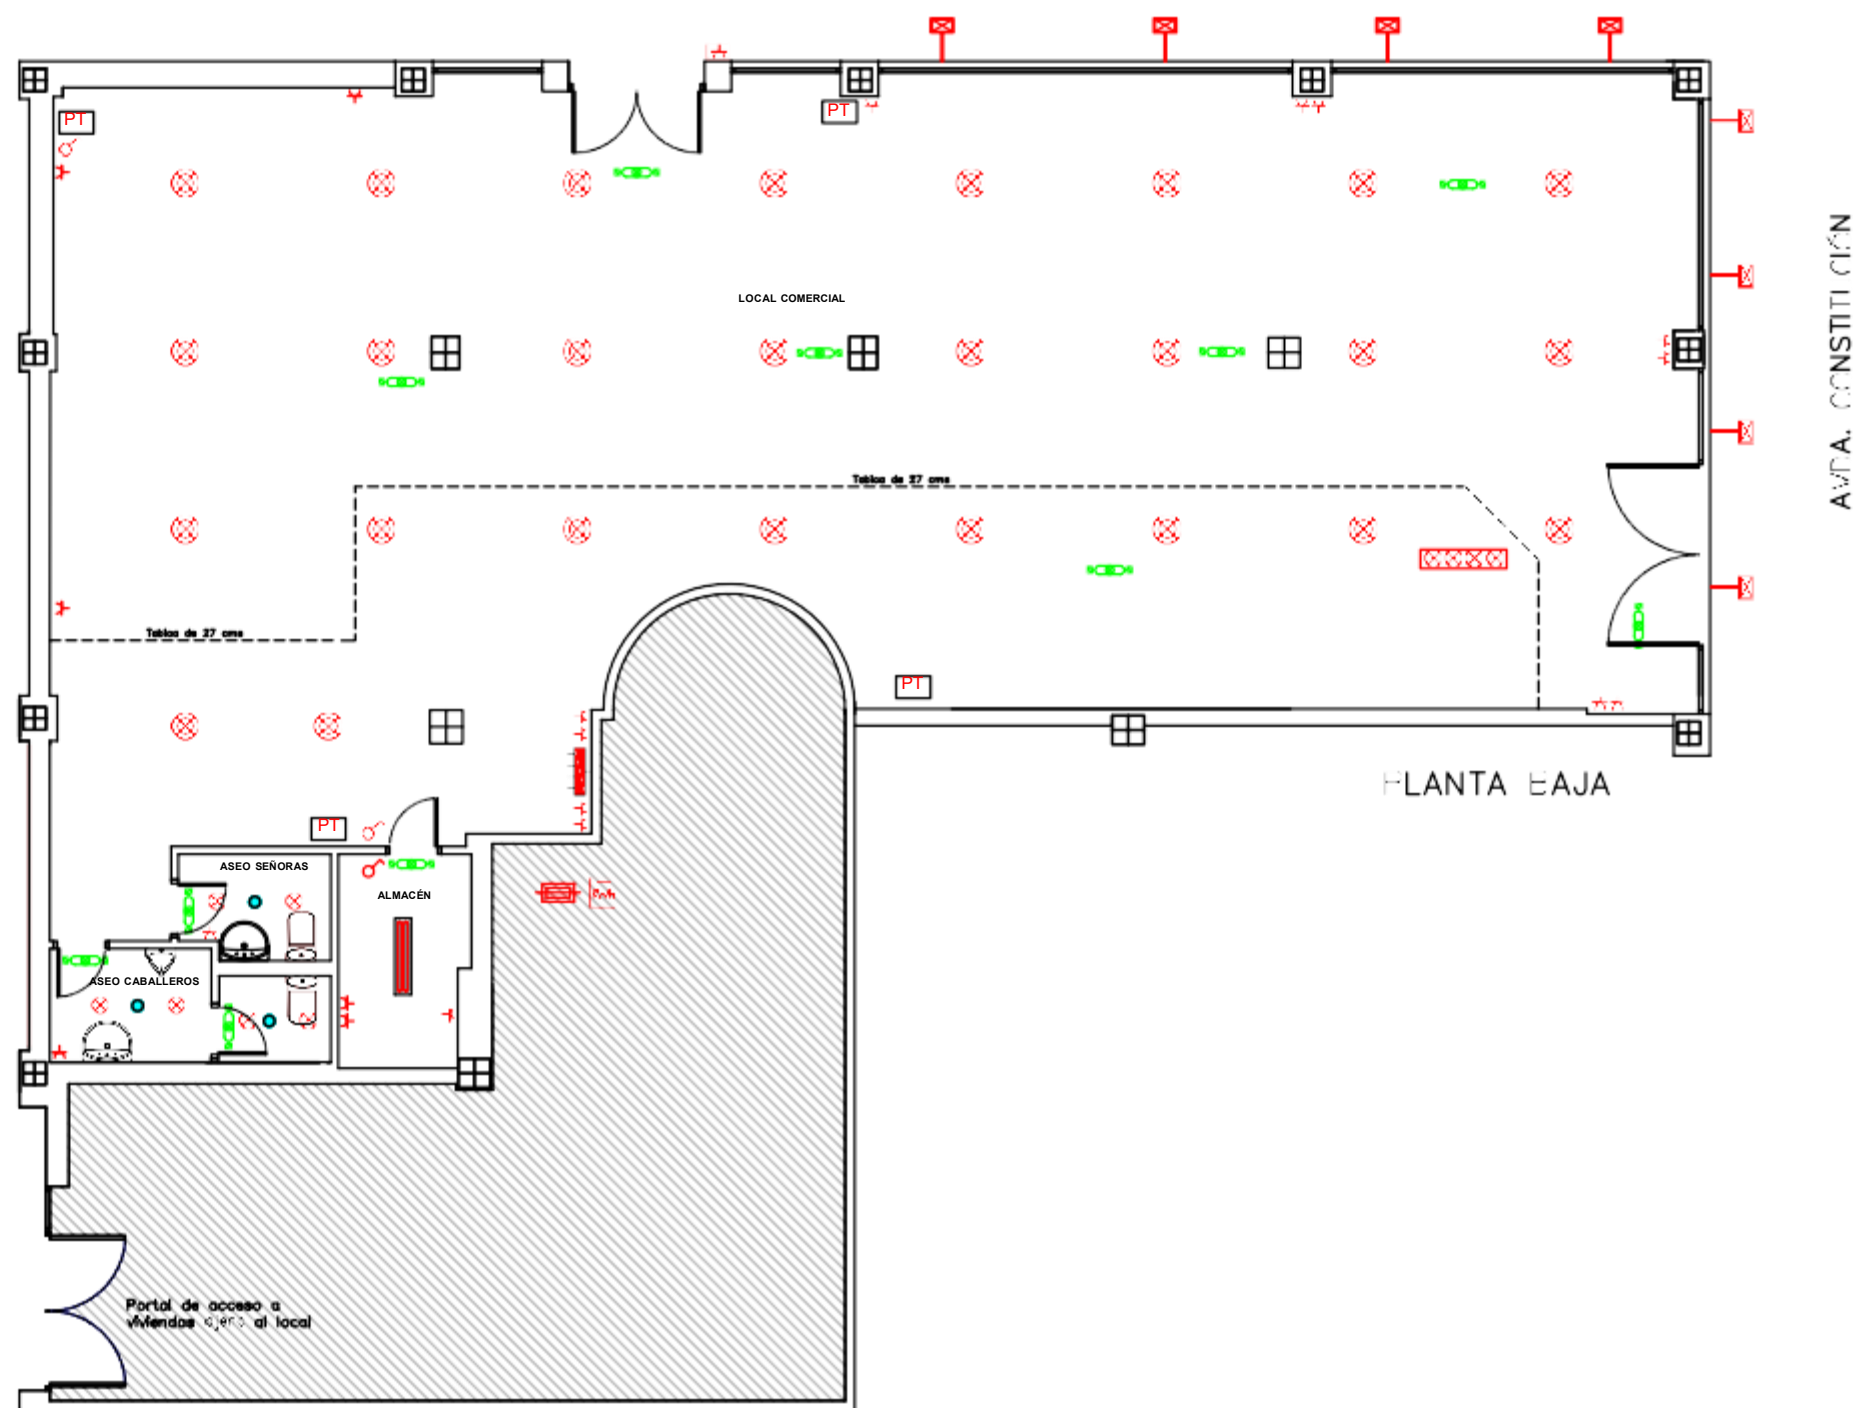 PT
PT
LOCAL COMERCIAL
AVDA. CONSTITUCIÓN
Tablas de 27 cms
Tablas de 27 cms
PT
PLANTA BAJA
PT
ASEO SEÑORAS
ALMACÉN
ASEO CABALLEROS
Portal de acceso a
viviendas ajeno al local